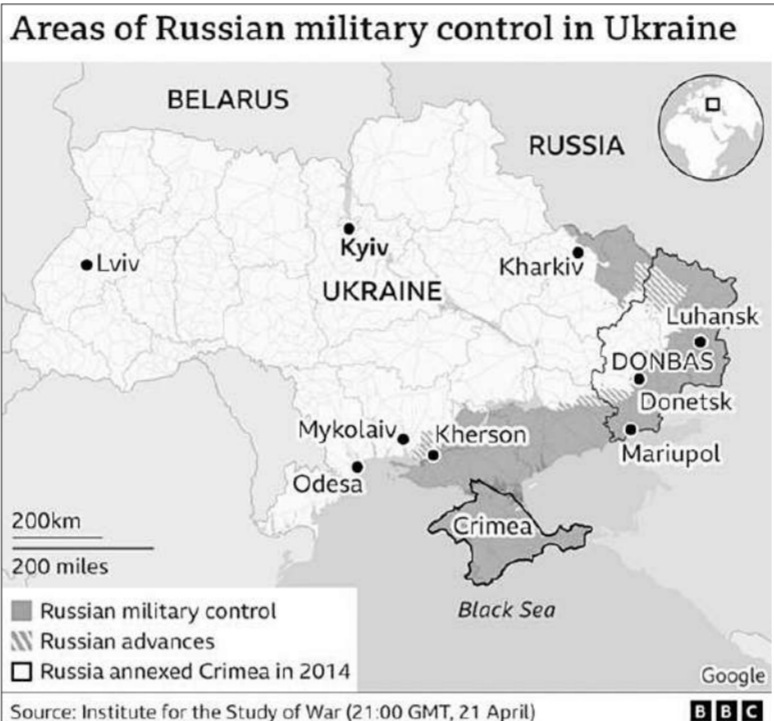 Areas of Russian military control in Ukraine
BELARUS
RUSSIA
Kyiv
Lviv
Kharkiv
UKRAINE
Luhansk
DONBAS
Donetsk
Mykolaiv
Kherson
Mariupol
Odesa
200km
Crimea
200 miles
Russian military control
Black Sea
Russian advances
Russia annexed Crimea in 2014
Google
Source: Institute for the Study of War (21:00 GMT, 21 April)
BBC